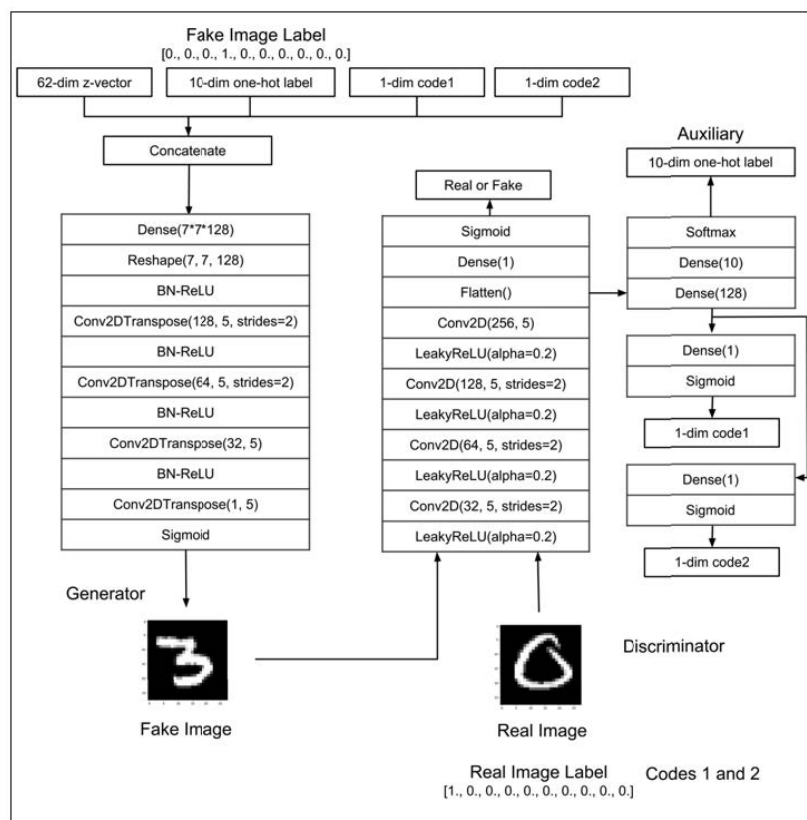 Fake Image Label
[0., 0., 0., 1., 0., 0., 0., 0., 0., 0.]
62-dim z-vector
10-dim one-hot label
1-dim code1
1-dim code2
Concatenate
Dense(7*7*128)
Reshape(7, 7, 128)
BN-ReLU
Conv2DTranspose(128, 5, strides=2)
BN-ReLU
Conv2DTranspose(64, 5, strides=2)
BN-ReLU
Conv2DTranspose(32, 5)
BN-ReLU
Conv2DTranspose(1, 5)
Sigmoid
Generator
3
Fake Image
Real or Fake
Sigmoid
Dense(1)
Flatten()
Conv2D(256, 5)
LeakyReLU(alpha=0.2)
Conv2D(128, 5, strides=2)
LeakyReLU(alpha=0.2)
Conv2D(64, 5, strides=2)
LeakyReLU(alpha=0.2)
Conv2D(32, 5, strides=2)
LeakyReLU(alpha=0.2)
0
Real Image
Discriminator
Auxiliary
10-dim one-hot label
Softmax
Dense(10)
Dense(128)
Dense(1)
Sigmoid
1-dim code1
Dense(1)
Sigmoid
1-dim code2
Real Image Label
[1., 0., 0., 0., 0., 0., 0., 0., 0., 0.]
Codes 1 and 2